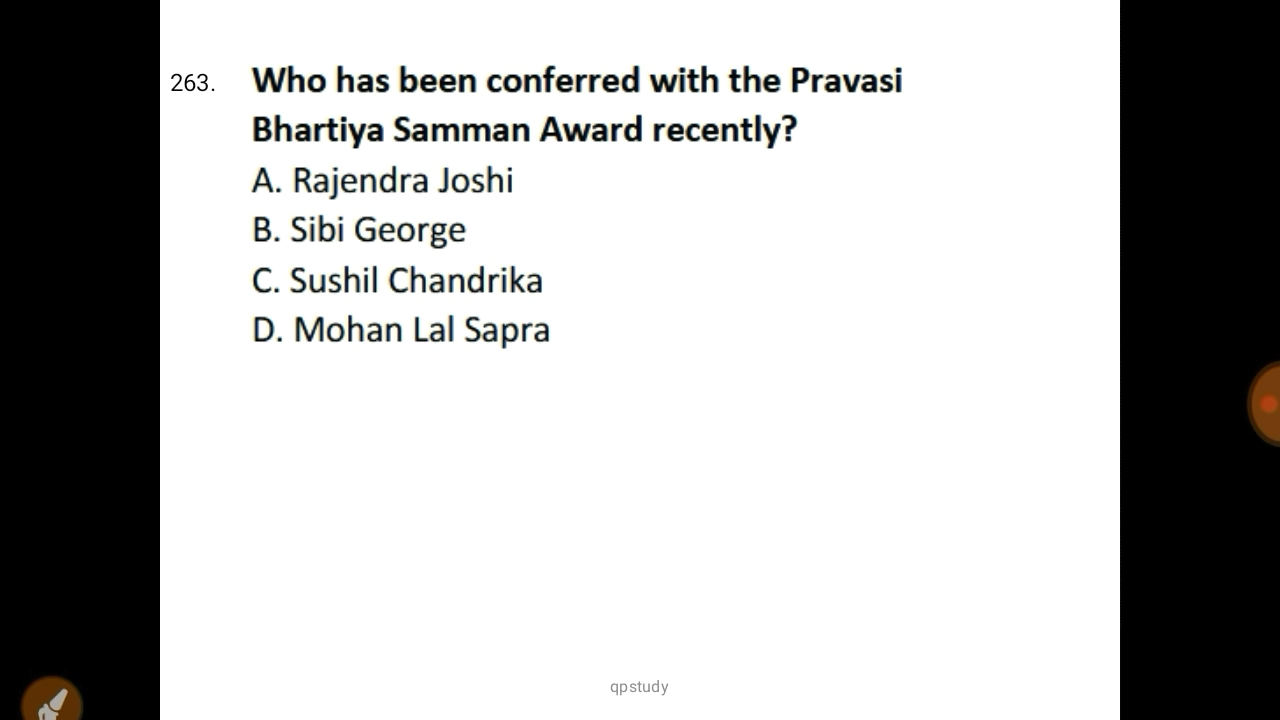 263. Who has been conferred with the Pravasi
Bhartiya Samman Award recently?
A. Rajendra Joshi
B. Sibi George
C. Sushil Chandrika
D. Mohan Lal Sapra
qpstudy